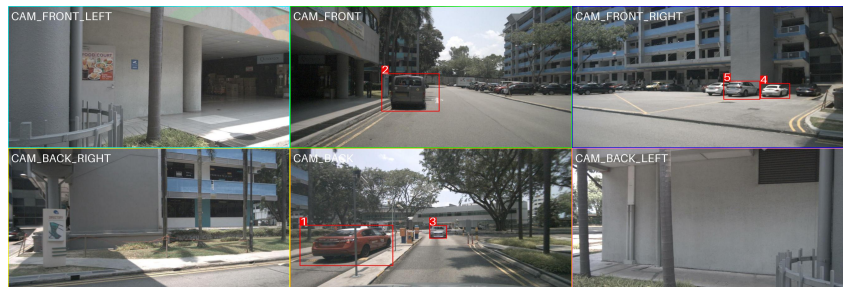 CAM_FRONT_LEFT
CAM_FRONT
CAM_FRONT_RIGHT
2
5
4
CAM_BACK_RIGHT
CAM_BACK
CAM_BACK_LEFT
1
3